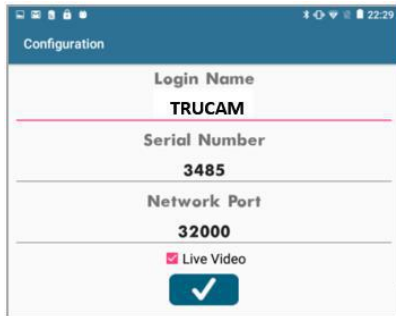 22:29
Configuration
Login Name
TRUCAM
Serial Number
3485
Network Port
32000
Live Video